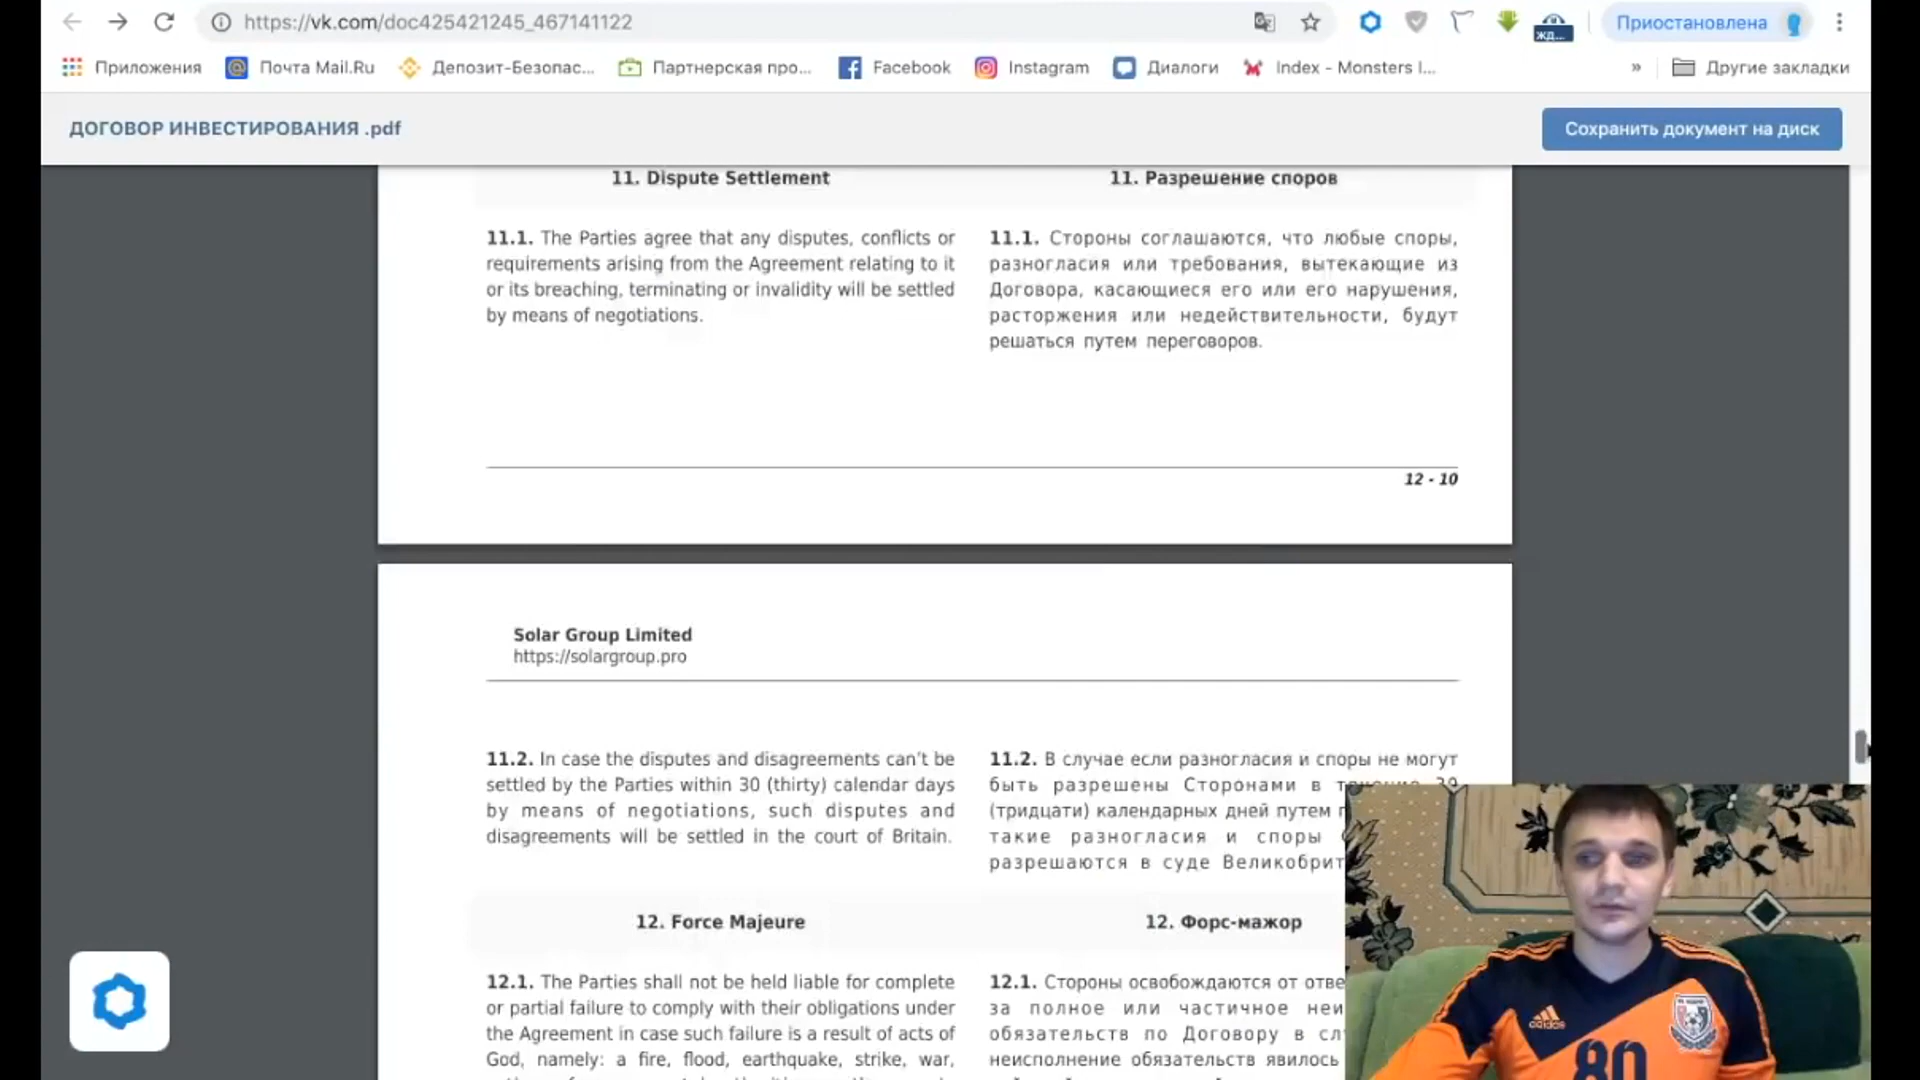 https://vk.com/doc425421245_467141122
жд...
Приостановлена
Приложения
Почта Mail.Ru
Депозит-Безопас...
Партнерская про...
Facebook
Instagram
Диалоги
Index - Monsters I...
»
Другие закладки
ДОГОВОР ИНВЕСТИРОВАНИЯ .pdf
Сохранить документ на диск
11. Dispute Settlement
11.1. The Parties agree that any disputes, conflicts or
requirements arising from the Agreement relating to it
or its breaching, terminating or invalidity will be settled
by means of negotiations.
11. Разрешение споров
11.1. Стороны соглашаются, что любые споры,
разногласия или требования, вытекающие из
Договора, касающиеся его или его нарушения,
расторжения или недействительности, будут
решаться путем переговоров.
12 - 10
Solar Group Limited
https://solargroup.pro
11.2. In case the disputes and disagreements can't be
settled by the Parties within 30 (thirty) calendar days
by means of negotiations, such disputes and
disagreements will be settled in the court of Britain.
12. Force Majeure
12.1. The Parties shall not be held liable for complete
or partial failure to comply with their obligations under
the Agreement in case such failure is a result of acts of
God, namely: a fire, flood, earthquake, strike, war,
11.2. В случае если разногласия и споры не могут
быть разрешены Сторонами в
(тридцати) календарных дней путем
такие разногласия и споры
разрешаются в суде Великобрит
12. Форс-мажор
12.1. Стороны освобождаются от отве
за полное или частичное неи
обязательств по Договору в сл
неисполнение обязательств явилось
adidas
80